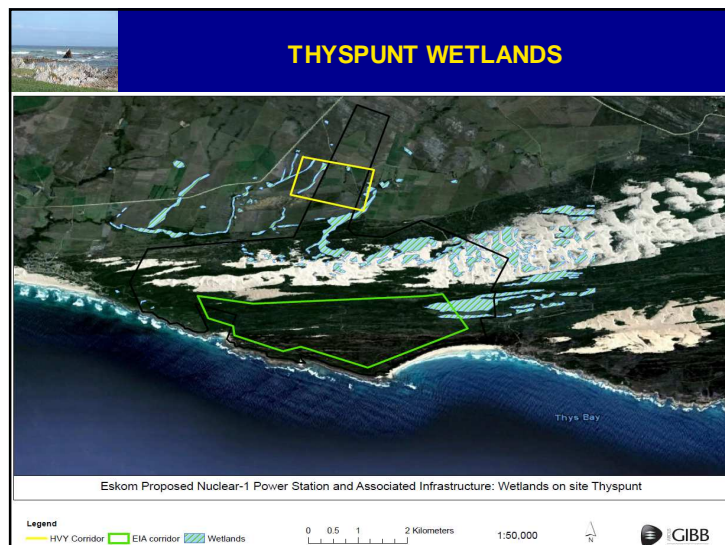 THYSPUNT WETLANDS
Thys Bay
Eskom Proposed Nuclear-1 Power Station and Associated Infrastructure: Wetlands on site Thyspunt
Legend
HVY Corridor
EIA corridor
Wetlands
0 0.5 1 2 Kilometers
1:50,000
N
GIBB